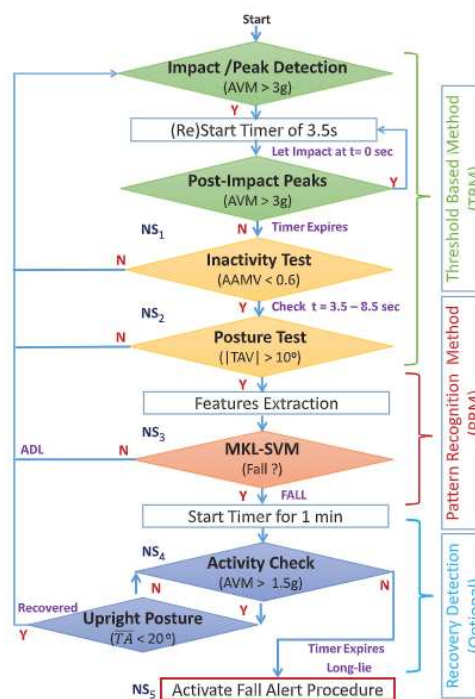 Start
Impact /Peak Detection
(AVM > 3g)
Y
(Re)Start Timer of 3.5s
Let Impact at t= 0 sec
Post-Impact Peaks
(AVM > 3g)
Y
NS1
N
Timer Expires
N
Inactivity Test
(AAMV < 0.6)
NS2
Y
Check t = 3.5 – 8.5 sec
N
Posture Test
(|TAV| > 10º)
Y
Features Extraction
NS3
ADL
N
MKL-SVM
(Fall ?)
Y
FALL
Start Timer for 1 min
NS4
Activity Check
(AVM > 1.5g)
N
Recovered
N
Y
Upright Posture
(TA < 20º)
Y
Timer Expires
Long-lie
NS5
Activate Fall Alert Procedure
Threshold Based Method
(TBM)
Pattern Recognition Method
(PRM)
Recovery Detection
(Optional)